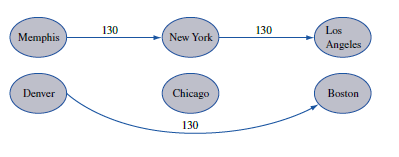 130 130
Memphis New York Los
Angeles
Denver Chicago Boston
130